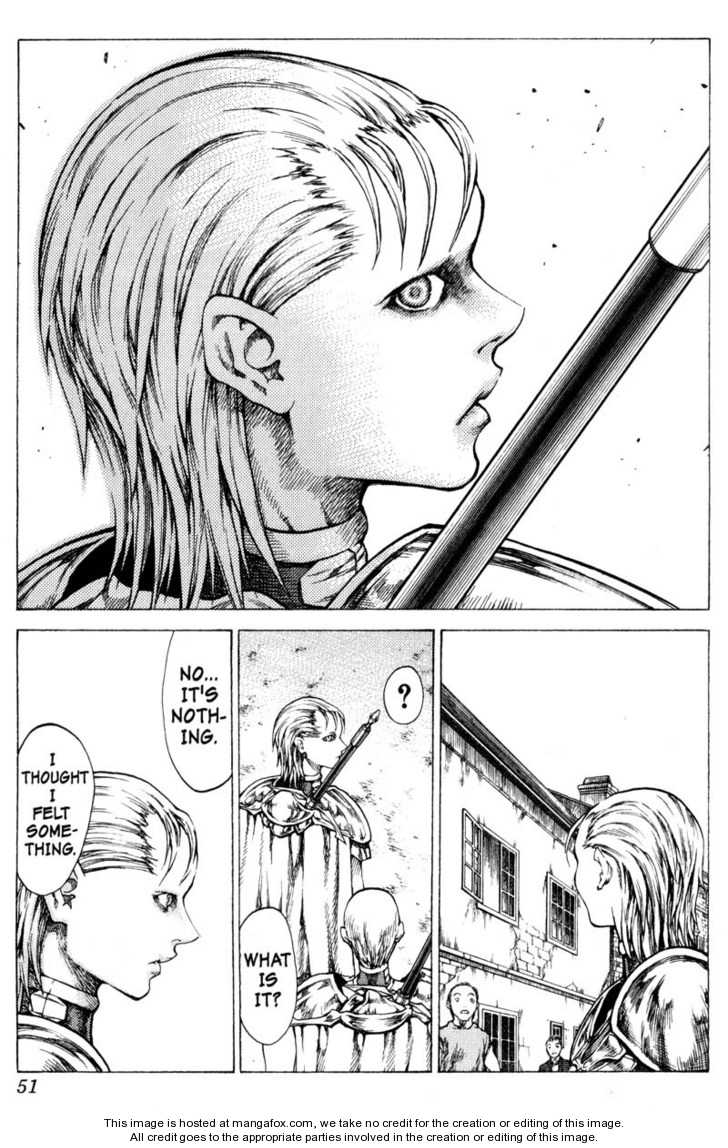 ?
WHAT
IS
IT?
NO...
IT'S
NOTH-
ING.
I
THOUGHT
I
FELT
SOME-
THING.
51
This image is hosted at mangafox.com, we take no credit for the creation or editing of this image.
All credit goes to the appropriate parties involved in the creation or editing of this image.